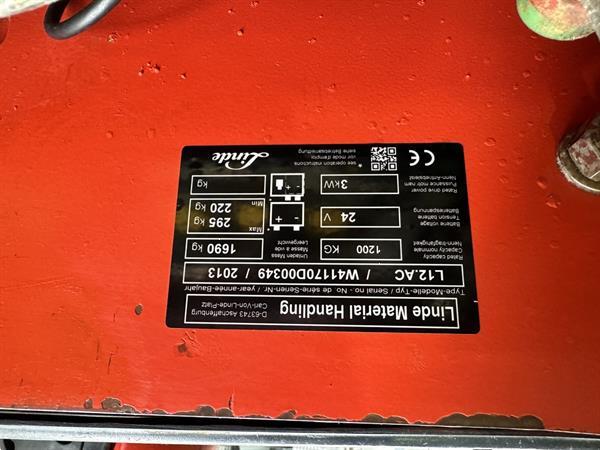 Linde Material Handling
Carl-Von-Linde-Platz
D-63743 Aschaffenburg
Type-Modelle-Typ / Serial no - No. de série-Serien-Nr. / year-année-Baujahr
L12.AC / W41170D00349 / 2013
Rated capacity
Capacité nominale
Nenn-tragfähigkeit
1200 KG
Unladen Mass
Masse a vide
Leergewicht
1690 kg
Battery voltage
Tension batterie
Batteriespannung
24 V
Max 295 kg
Min 220 kg
Rated drive power
Puissance mot.nom
Nenn-Antriebsleist
3 kW
kg
CE
* see operation instructions
voir mode d'emploi
siehe Betriebsanleitung
Linde